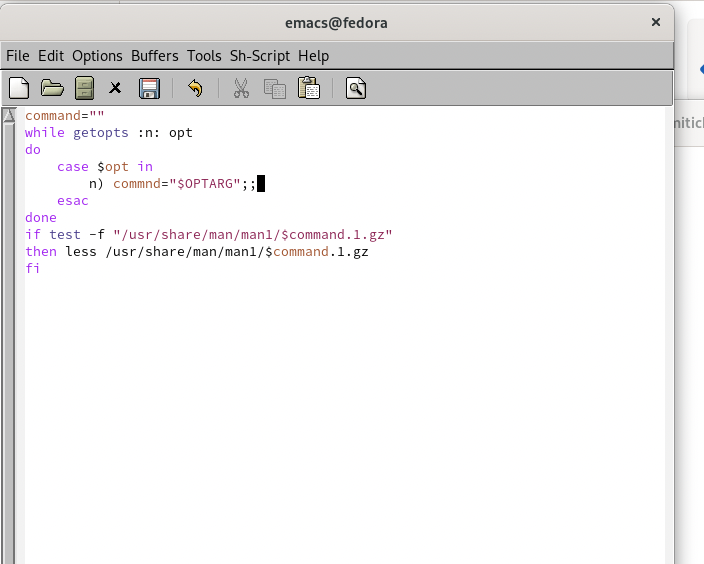 emacs@fedora
File Edit Options Buffers Tools Sh-Script Help
command=""
while getopts :n: opt
do
    case $opt in
        n) commnd="$OPTARG";;
    esac
done
if test -f "/usr/share/man/man1/$command.1.gz"
then less /usr/share/man/man1/$command.1.gz
fi